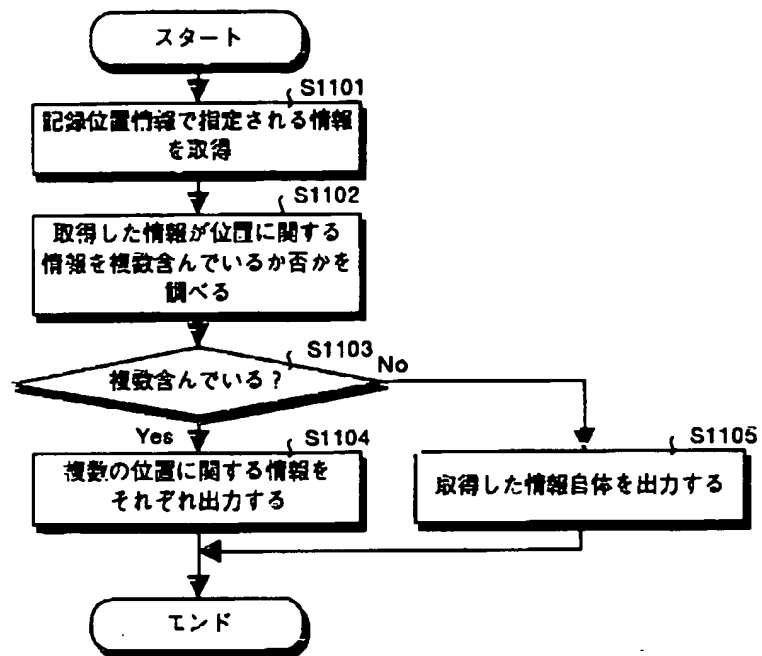 スタート
S1101
記録位置情報で指定される情報
を取得
S1102
取得した情報が位置に関する
情報を複数含んでいるか否かを
調べる
S1103
複数含んでいる？
No
Yes
S1104
複数の位置に関する情報を
それぞれ出力する
S1105
取得した情報自体を出力する
エンド